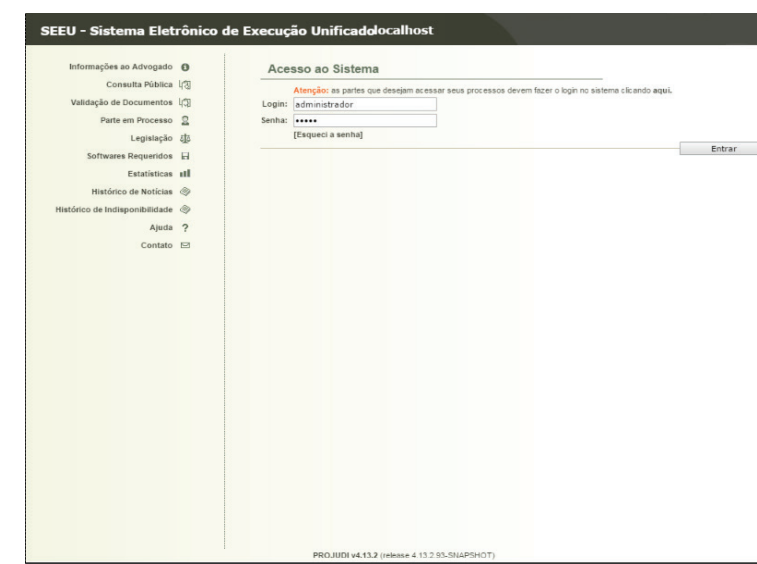 SEEU - Sistema Eletrônico de Execução Unificadolocalhost
Informações ao Advogado
Consulta Pública
Validação de Documentos
Parte em Processo
Legislação
Softwares Requeridos
Estatísticas
Histórico de Notícias
Histórico de Indisponibilidade
Ajuda ?
Contato
Acesso ao Sistema
Atenção: as partes que desejam acessar seus processos devem fazer o login no sistema clicando aqui.
Login: administrador
Senha: •••••
[Esqueci a senha]
Entrar
PROJUDI v4.13.2 (release 4.13.2.93-SNAPSHOT)